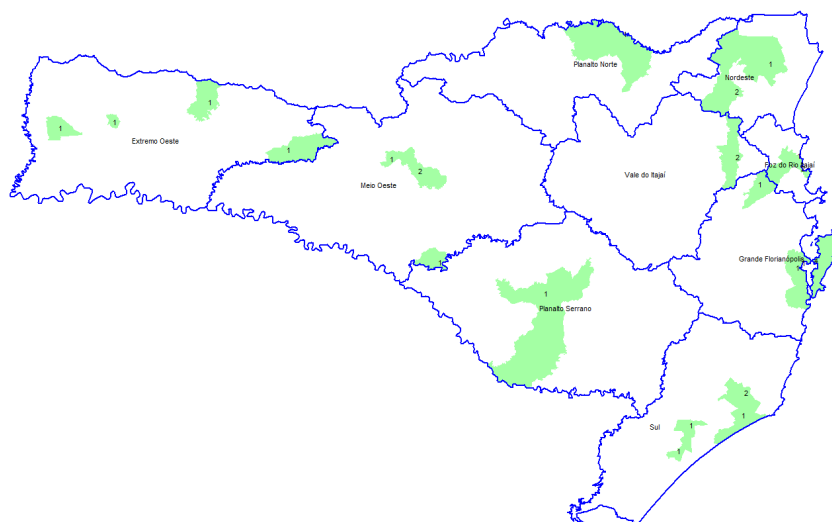 Planalto Norte
1
Nordeste
2
1
1
1
Extremo Oeste
1
1
2
Meio Oeste
Vale do Itajaí
2
Foz do Rio Itajaí
1
Grande Florianópolis
1
1
Planalto Serrano
2
1
Sul
1
1